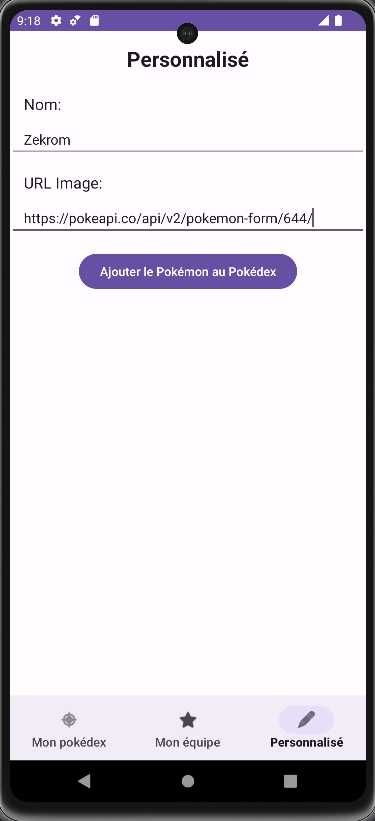 9:18
Personnalisé
Nom:
Zekrom
URL Image:
https://pokeapi.co/api/v2/pokemon-form/644/
Ajouter le Pokémon au Pokédex
Mon pokédex
Mon équipe
Personnalisé